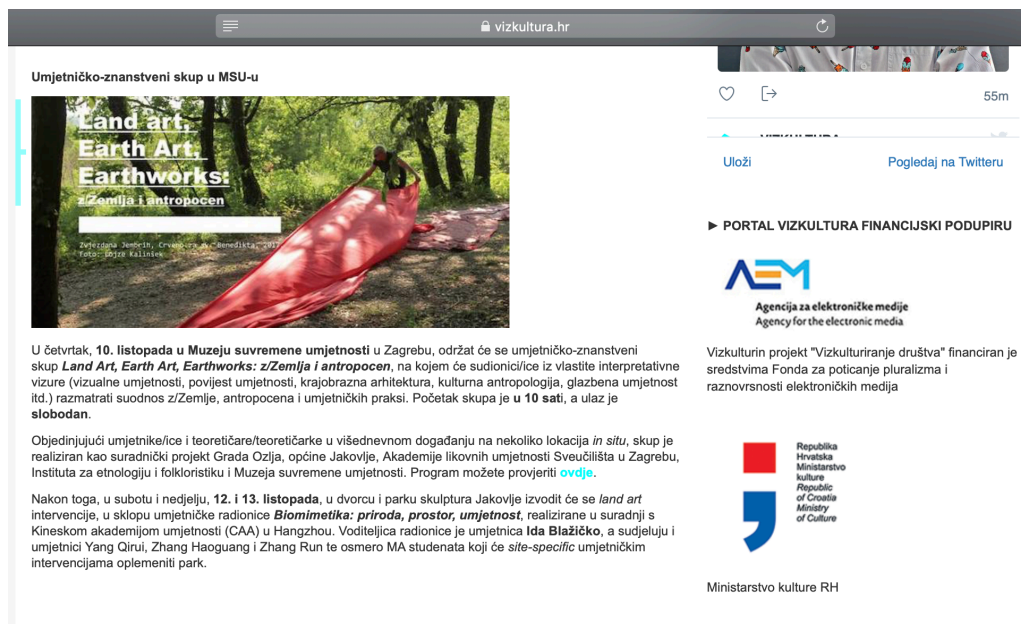 vizkultura.hr
Umjetničko-znanstveni skup u MSU-u
Land art,
Earth Art,
Earthworks:
z/Zemlja i antropocen
Zvjezdana Jembrih, Crvena za sv. Benedikta, 2017
Foto: Lojze Kalinšek
U četvrtak, 10. listopada u Muzeju suvremene umjetnosti u Zagrebu, održat će se umjetničko-znanstveni
skup Land Art, Earth Art, Earthworks: z/Zemlja i antropocen, na kojem će sudionici/ice iz vlastite interpretativne
vizure (vizualne umjetnosti, povijest umjetnosti, krajobrazna arhitektura, kulturna antropologija, glazbena umjetnost
itd.) razmatrati suodnos z/Zemlje, antropocena i umjetničkih praksi. Početak skupa je u 10 sati, a ulaz je
slobodan.
Objedinjujući umjetnike/ice i teoretičare/teoretičarke u višednevnom događanju na nekoliko lokacija in situ, skup je
realiziran kao suradnički projekt Grada Ozlja, općine Jakovlje, Akademije likovnih umjetnosti Sveučilišta u Zagrebu,
Instituta za etnologiju i folkloristiku i Muzeja suvremene umjetnosti. Program možete provjeriti ovdje.
Nakon toga, u subotu i nedjelju, 12. i 13. listopada, u dvorcu i parku skulptura Jakovlje izvodit će se land art
intervencije, u sklopu umjetničke radionice Biomimetika: priroda, prostor, umjetnost, realizirane u suradnji s
Kineskom akademijom umjetnosti (CAA) u Hangzhou. Voditeljica radionice je umjetnica Ida Blažičko, a sudjeluju i
umjetnici Yang Qirui, Zhang Haoguang i Zhang Run te osmero MA studenata koji će site-specific umjetničkim
intervencijama oplemeniti park.
55m
VIZKULTURA
Uloži
Pogledaj na Twitteru
► PORTAL VIZKULTURA FINANCIJSKI PODUPIRU
AEM
Agencija za elektroničke medije
Agency for the electronic media
Vizkulturin projekt "Vizkulturiranje društva" financiran je
sredstvima Fonda za poticanje pluralizma i
raznovrsnosti elektroničkih medija
Republika
Hrvatska
Ministarstvo
kulture
Republic
of Croatia
Ministry
of Culture
Ministarstvo kulture RH